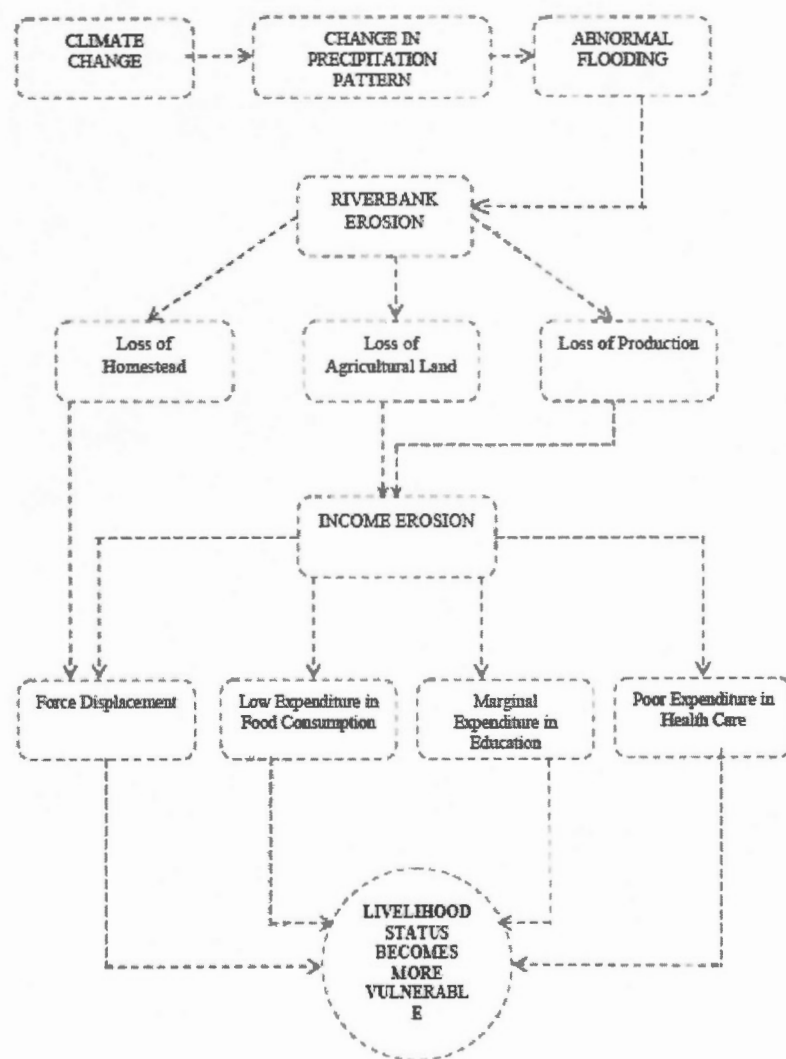 CLIMATE
CHANGE
CHANGE IN
PRECIPITATION
PATTERN
ABNORMAL
FLOODING
RIVERBANK
EROSION
Loss of
Homestead
Loss of
Agricultural Land
Loss of Production
INCOME EROSION
Force Displacement
Low Expenditure in
Food Consumption
Marginal
Expenditure in
Education
Poor Expenditure in
Health Care
LIVELIHOOD
STATUS
BECOMES
MORE
VULNERABL
E